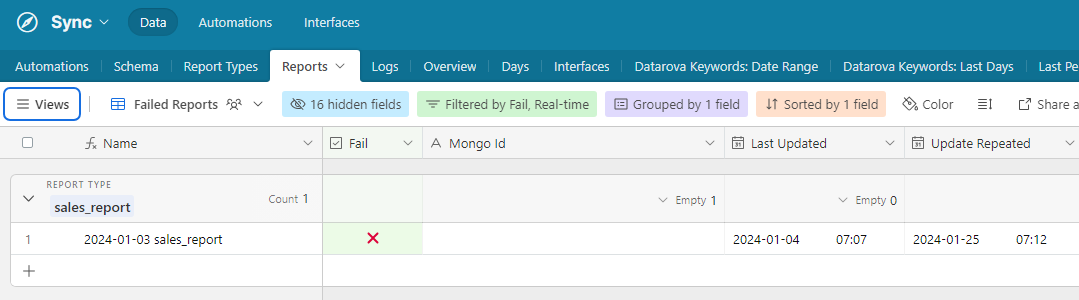 Sync Data Automations Interfaces
Automations Schema Report Types Reports Logs Overview Days Interfaces Datarova Keywords: Date Range Datarova Keywords: Last Days Last Pe
Views Failed Reports 16 hidden fields Filtered by Fail, Real-time Grouped by 1 field Sorted by 1 field Color Share a
Name Fail A Mongo Id 31 Last Updated 31 Update Repeated
REPORT TYPE
sales_report Count 1 Empty 1 Empty 0
1 2024-01-03 sales_report 2024-01-04 07:07 2024-01-25 07:12